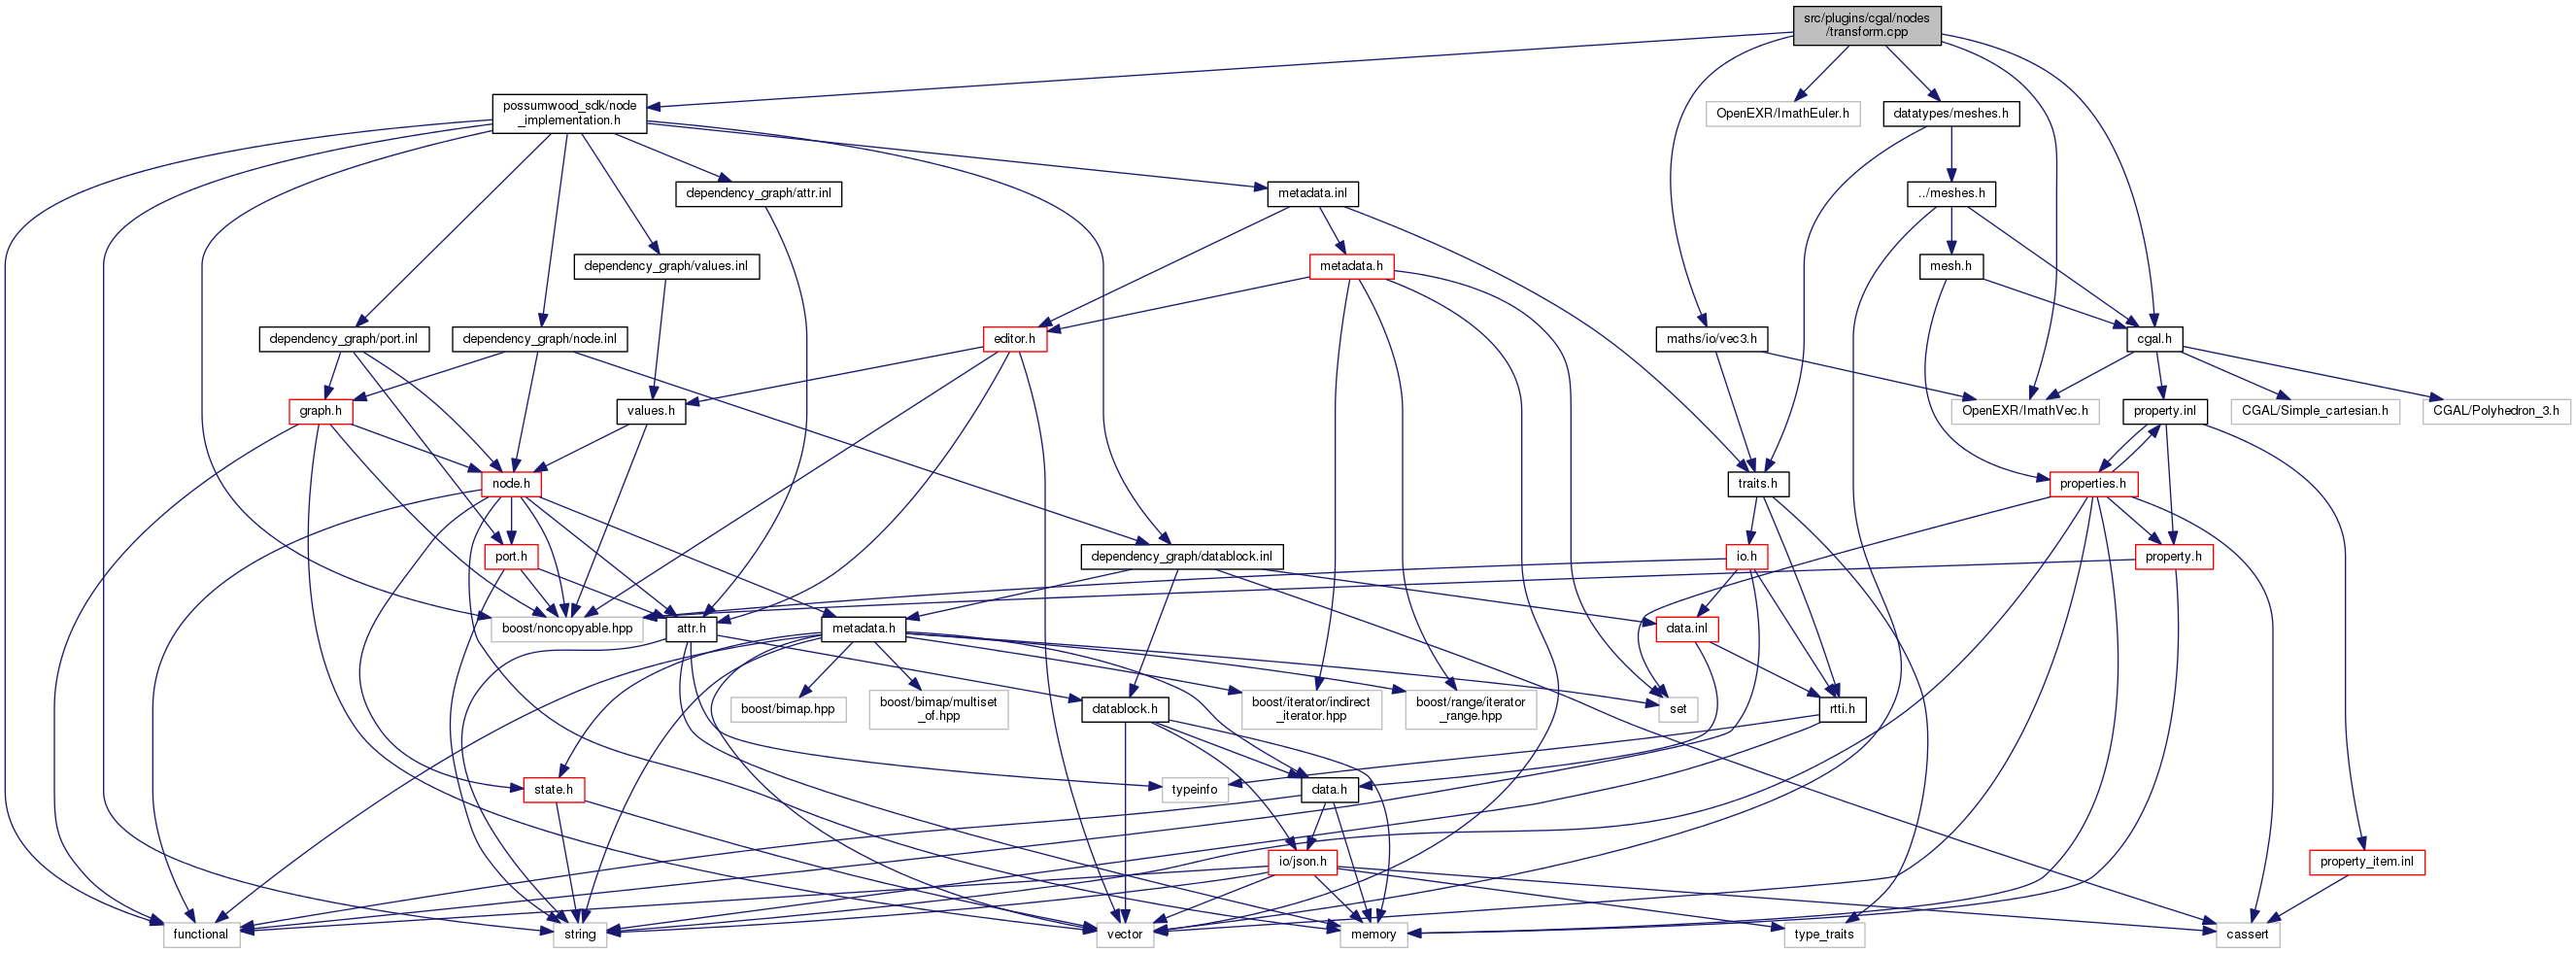 src/plugins/cgal/nodes
/transform.cpp
possumwood_sdk/node
_implementation.h
OpenEXR/ImathEuler.h
datatypes/meshes.h
dependency_graph/attr.inl
metadata.inl
../meshes.h
dependency_graph/values.inl
metadata.h
mesh.h
dependency_graph/port.inl
dependency_graph/node.inl
editor.h
maths/io/vec3.h
cgal.h
graph.h
values.h
OpenEXR/ImathVec.h
property.inl
CGAL/Simple_cartesian.h
CGAL/Polyhedron_3.h
node.h
traits.h
properties.h
port.h
dependency_graph/datablock.inl
io.h
property.h
boost/noncopyable.hpp
attr.h
metadata.h
data.inl
boost/bimap.hpp
boost/bimap/multiset
_of.hpp
datablock.h
boost/iterator/indirect
_iterator.hpp
boost/range/iterator
_range.hpp
set
rtti.h
state.h
typeinfo
data.h
io/json.h
property_item.inl
functional
string
vector
memory
type_traits
cassert